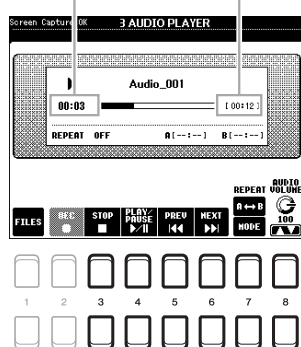 Screen Capture OK
3 AUDIO PLAYER
Audio_001
00:03
[00:12]
REPEAT OFF A[--:--] B[--:--]
REPEAT
AUDIO VOLUME
A↔B
FILES
REC
STOP
PLAY/PAUSE
PREV
NEXT
MODE
100
1 2 3 4 5 6 7 8